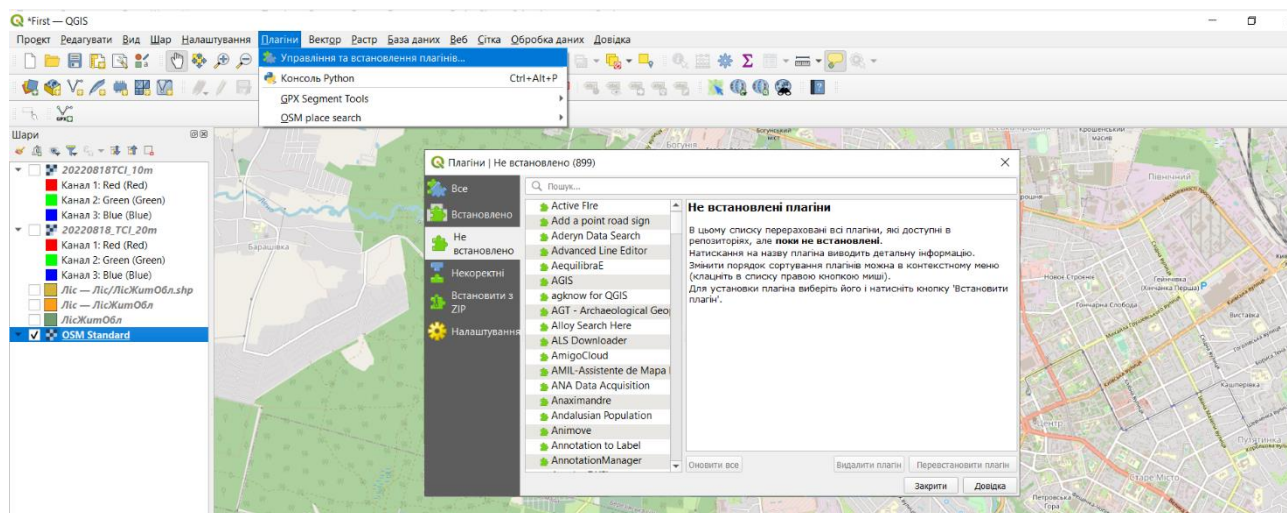 *First — QGIS
Проект Редагувати Вид Шар Налаштування Плагіни Вектор Растр База даних Веб Сітка Обробка даних Довідка
Управління та встановлення плагінів...
Консоль Python Ctrl+Alt+P
GPX Segment Tools
OSM place search
Шари
20220818TCI_10m
Канал 1: Red (Red)
Канал 2: Green (Green)
Канал 3: Blue (Blue)
20220818_TCI_20m
Канал 1: Red (Red)
Канал 2: Green (Green)
Канал 3: Blue (Blue)
Ліс — Ліс/ЛісЖитОбл.shp
Ліс — ЛісЖитОбл
ЛісЖитОбл
OSM Standard
Плагіни | Не встановлено (899)
Все
Встановлено
Не
встановлено
Некоректні
Встановити з
ZIP
Налаштування
Пошук...
Active Fire
Add a point road sign
Aderyn Data Search
Advanced Line Editor
AequilibraE
AGIS
agknow for QGIS
AGT - Archaeological Geo
Alloy Search Here
ALS Downloader
AmigoCloud
AMIL-Assistente de Mapa
ANA Data Acquisition
Anaximandre
Andalusian Population
Animove
Annotation to Label
AnnotationManager
Не встановлені плагіни
В цьому списку перераховані всі плагіни, які доступні в
репозиторіях, але поки не встановлені.
Натискання на назву плагіна виводить детальну інформацію.
Змінити порядок сортування плагінів можна в контекстному меню
(клацніть в списку правою кнопкою миші).
Для установки плагіна виберіть його і натисніть кнопку 'Встановити
плагін'.
Оновити все Видалити плагін Перевстановити плагін
Закрити Довідка
Барашівка
Богунія
Крошенський
масив
Північний
Нове Строєння
Гончарна Слобода
Виставка
Кашперівка
Центр
Путятинка
Старе Місто
Петровська
Гора